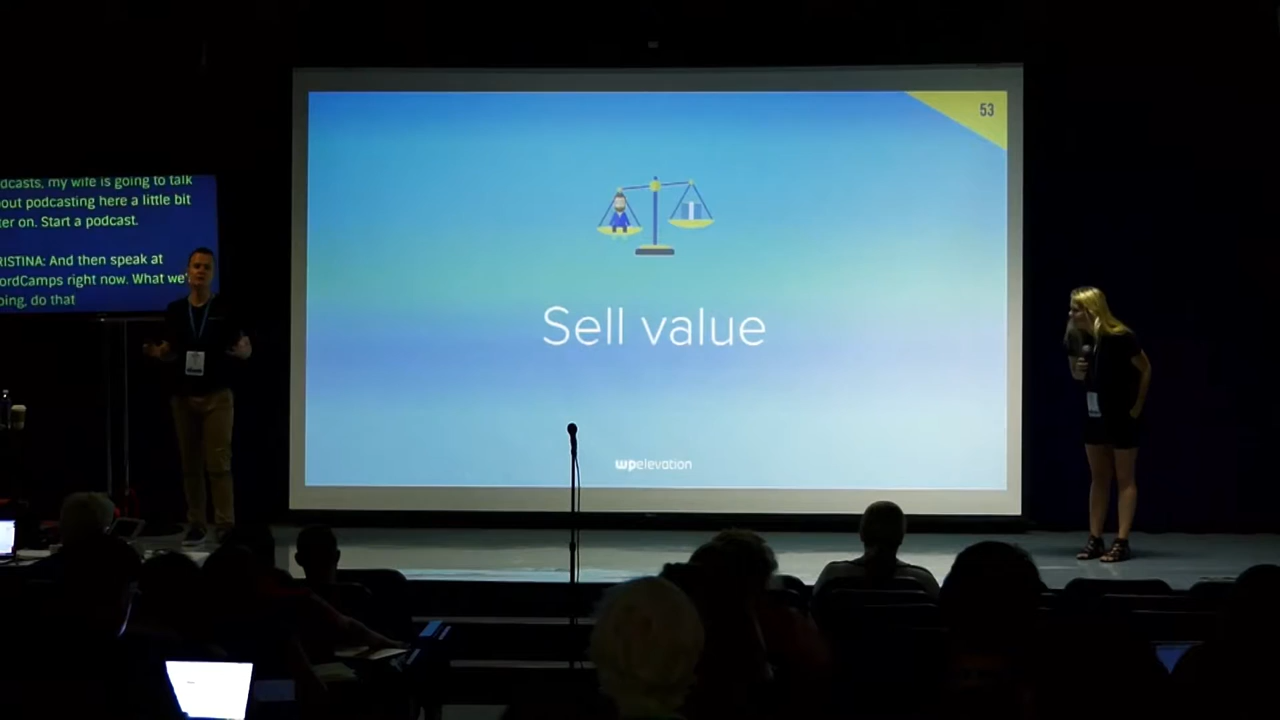 dcasts, my wife is going to talk
out podcasting here a little bit
ter on. Start a podcast.
RISTINA: And then speak at
ordCamps right now. What we'
oing, do that
53
Sell value
wpelevation